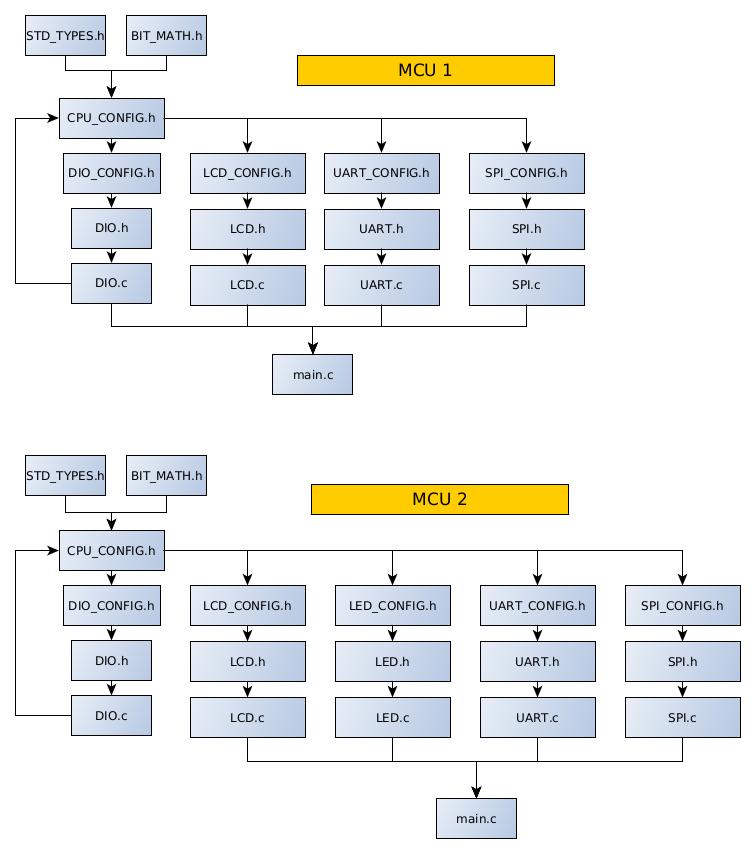 STD_TYPES.h BIT_MATH.h
MCU 1
CPU_CONFIG.h
DIO_CONFIG.h LCD_CONFIG.h UART_CONFIG.h SPI_CONFIG.h
DIO.h LCD.h UART.h SPI.h
DIO.c LCD.c UART.c SPI.c
main.c
STD_TYPES.h BIT_MATH.h
MCU 2
CPU_CONFIG.h
DIO_CONFIG.h LCD_CONFIG.h LED_CONFIG.h UART_CONFIG.h SPI_CONFIG.h
DIO.h LCD.h LED.h UART.h SPI.h
DIO.c LCD.c LED.c UART.c SPI.c
main.c